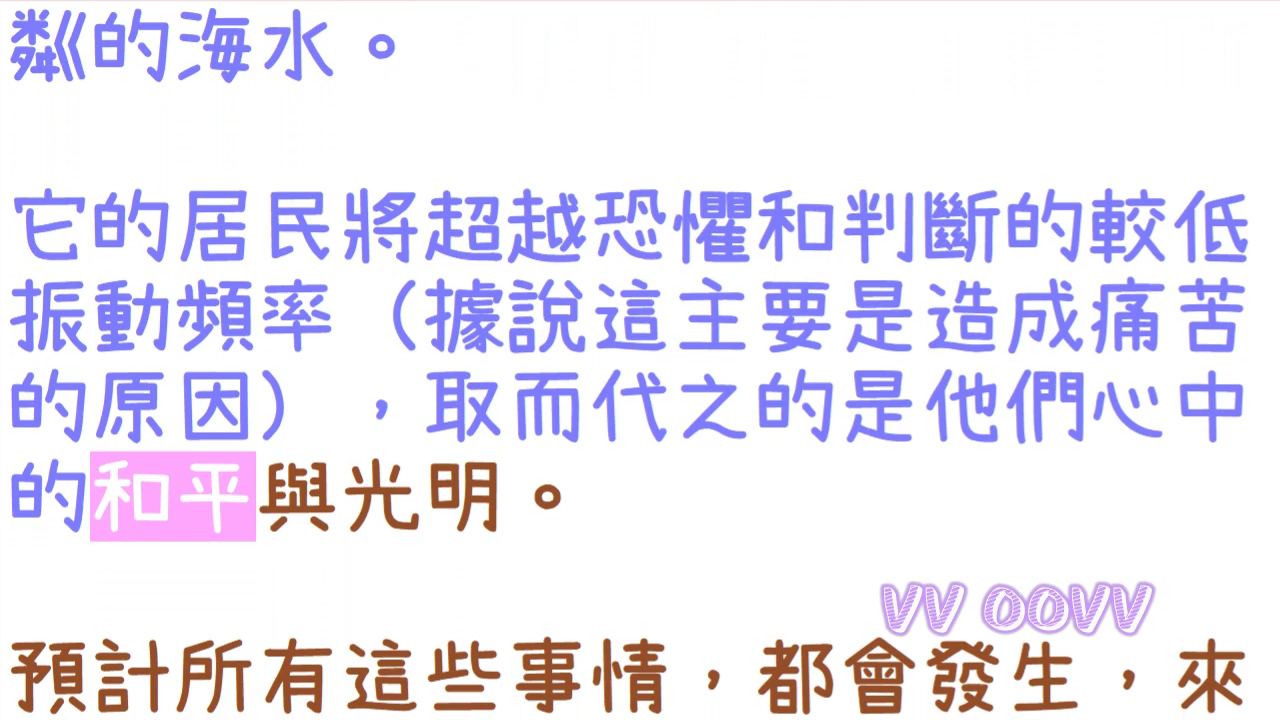 粼巜的海水。
它的居民將超越恐懼和判斷的較低
振動頻率（據說這主要是造成痛苦
的原因），取而代之的是他們心中
的和平與光明。
VV OOVV
預計所有這些事情，都會發生，來